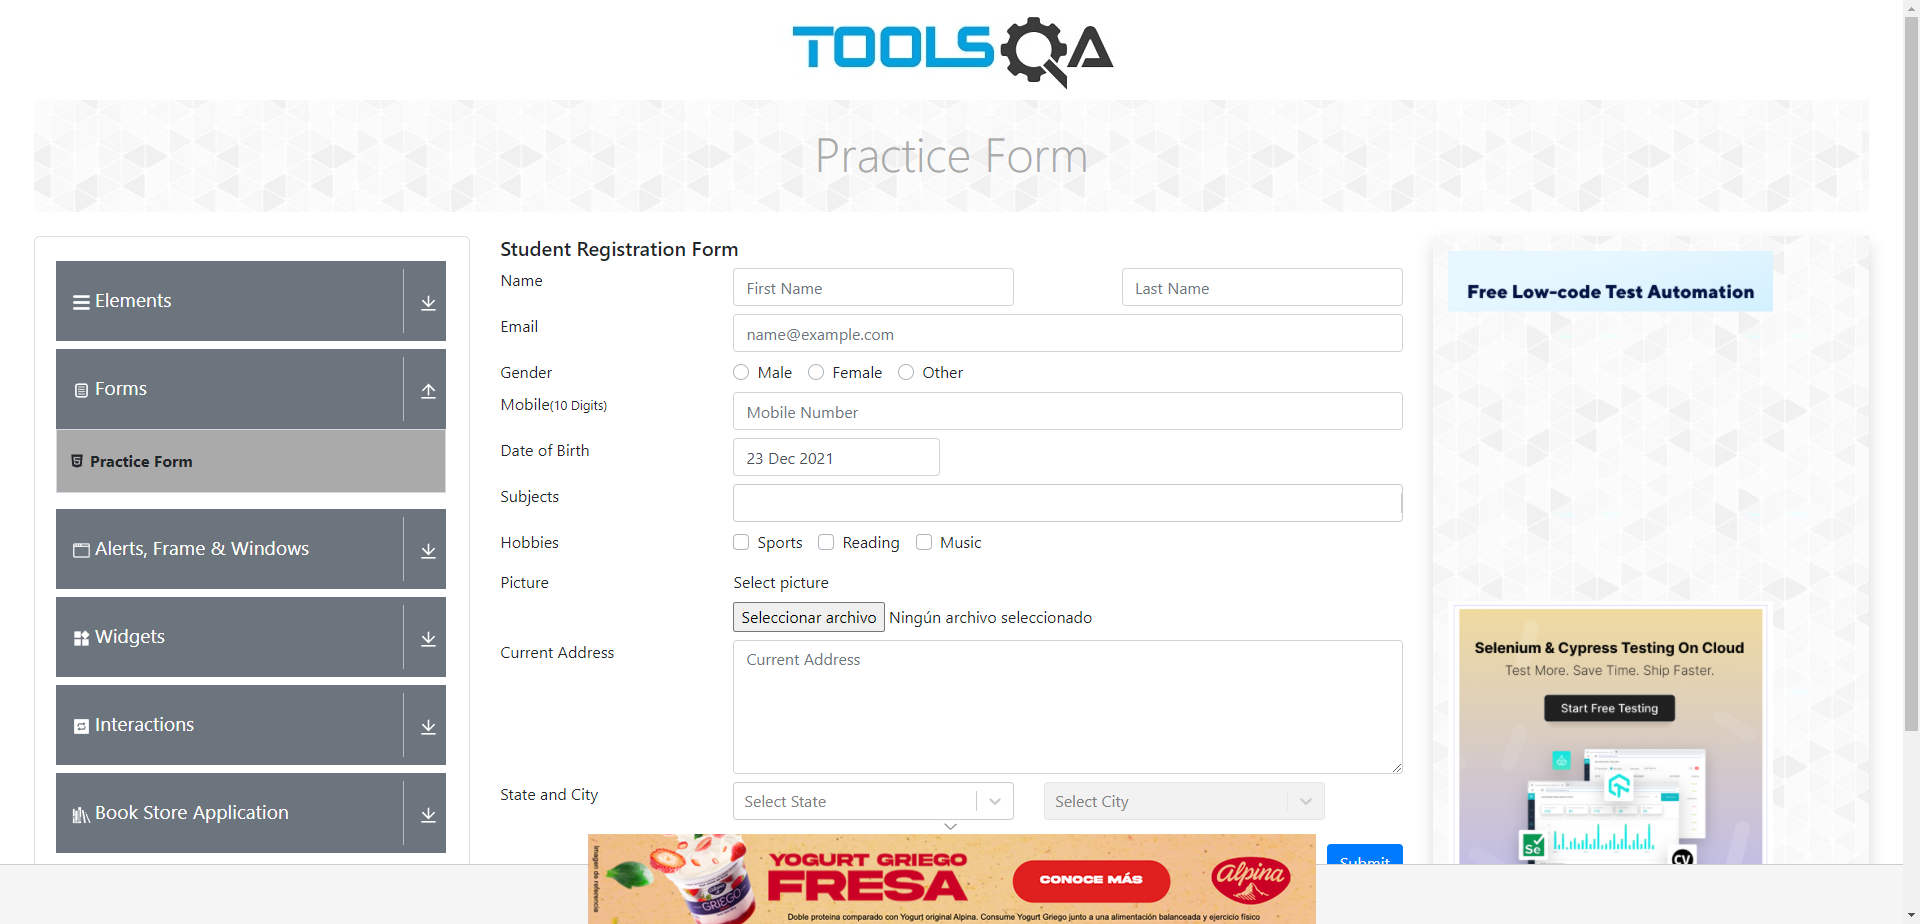 TOOLSQA
Practice Form
Elements
Forms
Practice Form
Alerts, Frame & Windows
Widgets
Interactions
Book Store Application
Student Registration Form
Name
First Name
Last Name
Email
name@example.com
Gender
Male
Female
Other
Mobile(10 Digits)
Mobile Number
Date of Birth
23 Dec 2021
Subjects
Hobbies
Sports
Reading
Music
Picture
Select picture
Seleccionar archivo
Ningún archivo seleccionado
Current Address
Current Address
State and City
Select State
Select City
Submit
Free Low-code Test Automation
Selenium & Cypress Testing On Cloud
Test More. Save Time. Ship Faster.
Start Free Testing
Se
CV
Imagen de referencia
Alpina
GRIEGO
YOGURT GRIEGO
FRESA
CONOCE MÁS
Alpina
Doble proteina comparado con Yogurt original Alpina. Consume Yogurt Griego junto a una alimentación balanceada y ejercicio físico